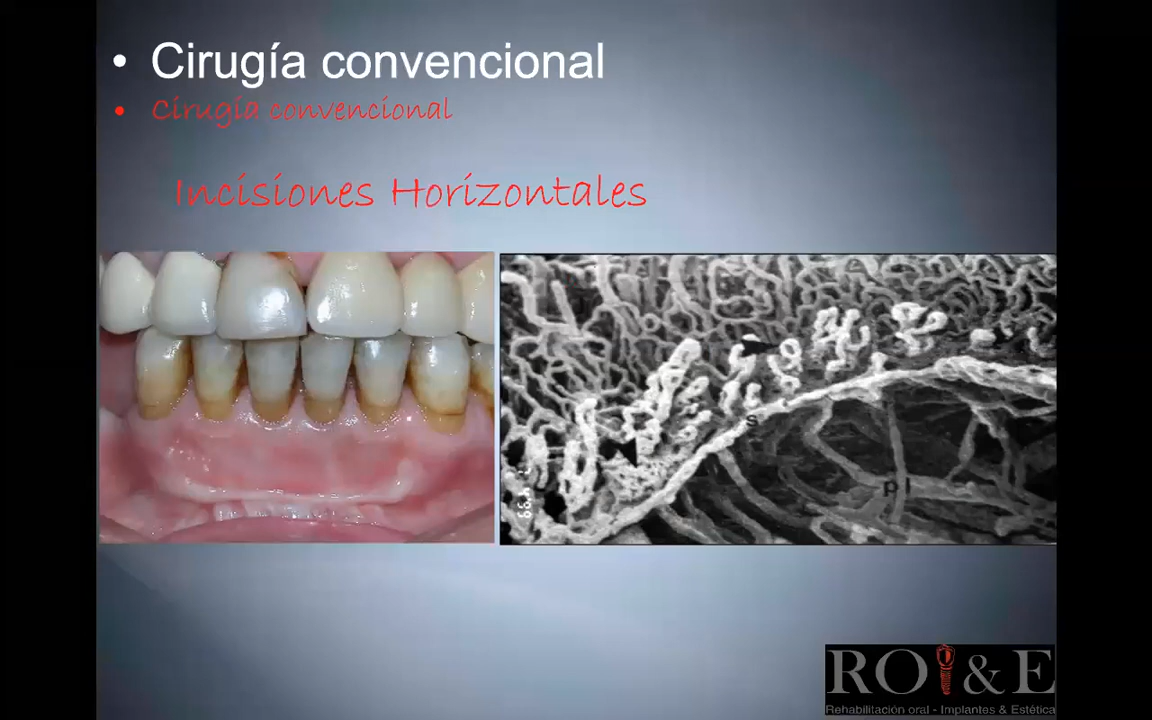 • Cirugía convencional
• Cirugía convencional
Incisiones Horizontales
s
pl
RO & E
Rehabilitación oral - Implantes & Estética